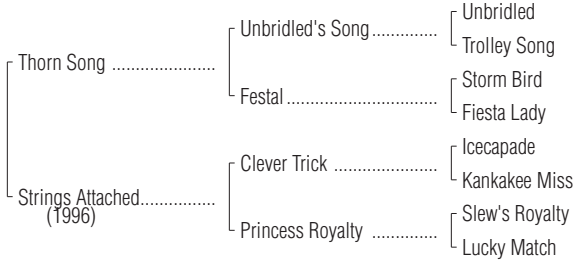 Unbridled
Unbridled's Song..............
Trolley Song
Thorn Song ......................
Storm Bird
Festal ................................
Fiesta Lady
Icecapade
Clever Trick ......................
Kankakee Miss
Strings Attached................
(1996)
Slew's Royalty
Princess Royalty ..............
Lucky Match